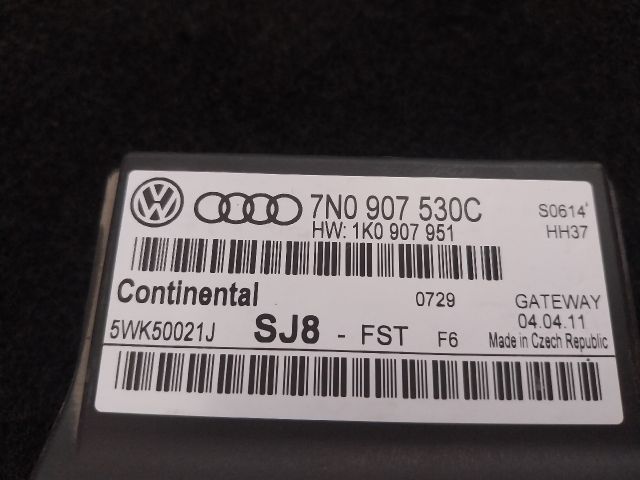 7N0 907 530C S0614
HW: 1K0 907 951 HH37
Continental 0729 GATEWAY
04.04.11
5WK50021J SJ8 - FST F6 Made in Czech Republic